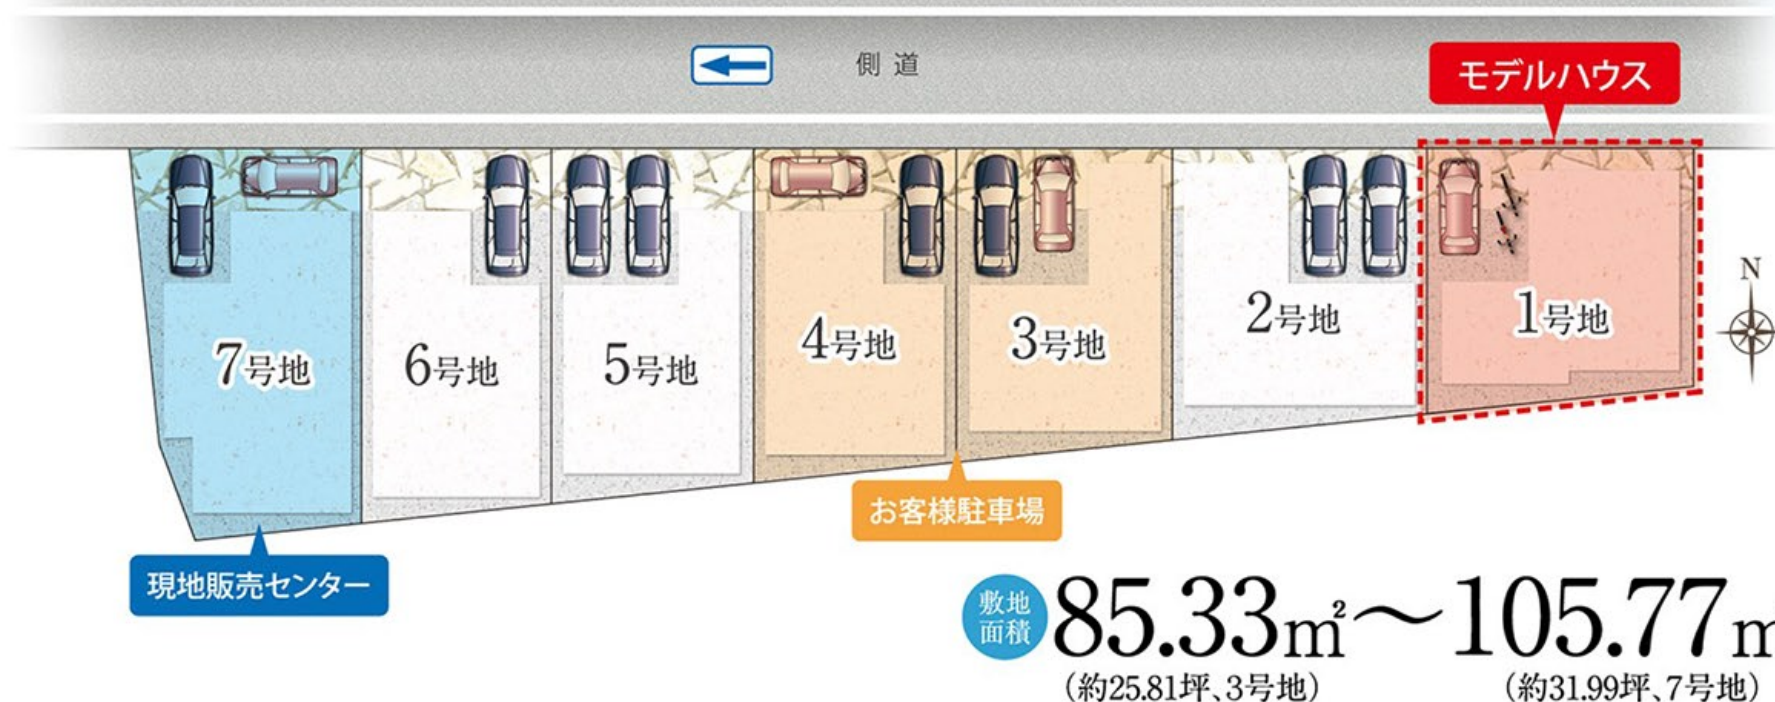 側道
モデルハウス
7号地
6号地
5号地
4号地
3号地
2号地
1号地
N
お客様駐車場
現地販売センター
敷地
面積
85.33㎡～105.77㎡
(約25.81坪、3号地)
(約31.99坪、7号地)